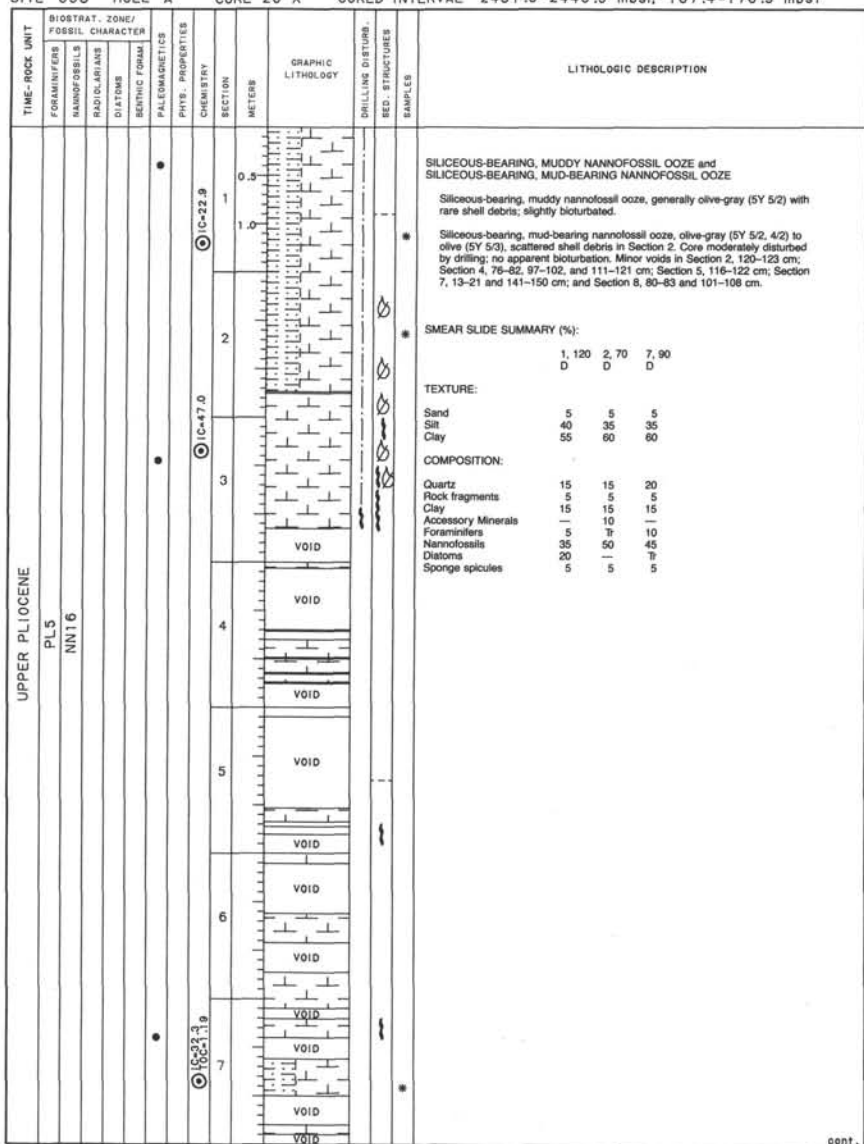 HOLE A
CORED INTERVAL
TIME-ROCK UNIT
BIOSTRAT. ZONE/
FOSSIL CHARACTER
FORAMINIFERS
NANNOFOSSILS
RADIOLARIANS
DIATOMS
BENTHIC FORAM.
PALEOMAGNETICS
PHYS. PROPERTIES
CHEMISTRY
SECTION
METERS
GRAPHIC
LITHOLOGY
DRILLING DISTURB.
SED. STRUCTURES
SAMPLES
LITHOLOGIC DESCRIPTION
UPPER PLIOCENE
PL5
NN16
IC=22.9
IC=47.0
IC=32.3
TOC=1.19
1
0.5
1.0
2
3
VOID
4
VOID
VOID
5
VOID
VOID
6
VOID
VOID
7
VOID
VOID
VOID
VOID
SILICEOUS-BEARING, MUDDY NANNOFOSSIL OOZE and
SILICEOUS-BEARING, MUD-BEARING NANNOFOSSIL OOZE
Siliceous-bearing, muddy nannofossil ooze, generally olive-gray (5Y 5/2) with
rare shell debris; slightly bioturbated.
Siliceous-bearing, mud-bearing nannofossil ooze, olive-gray (5Y 5/2, 4/2) to
olive (5Y 5/3), scattered shell debris in Section 2. Core moderately disturbed
by drilling; no apparent bioturbation. Minor voids in Section 2, 120–123 cm;
Section 4, 76–82, 97–102, and 111–121 cm; Section 5, 116–122 cm; Section
7, 13–21 and 141–150 cm; and Section 8, 80–83 and 101–108 cm.
SMEAR SLIDE SUMMARY (%):
1, 120 2, 70 7, 90
D D D
TEXTURE:
Sand 5 5 5
Silt 40 35 35
Clay 55 60 60
COMPOSITION:
Quartz 15 15 20
Rock fragments 5 5 5
Clay 15 15 15
Accessory Minerals — 10 —
Foraminifers 5 Tr 10
Nannofossils 35 50 45
Diatoms 20 — Tr
Sponge spicules 5 5 5
cont.